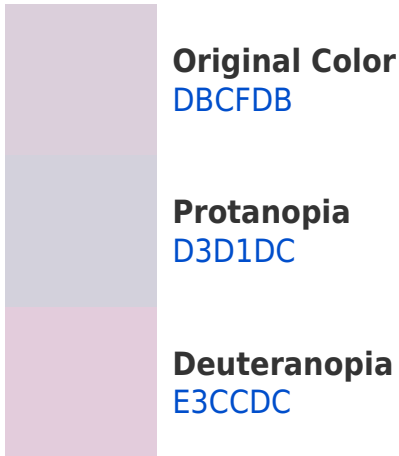 Original Color
DBCFDB
Protanopia
D3D1DC
Deuteranopia
E3CCDC